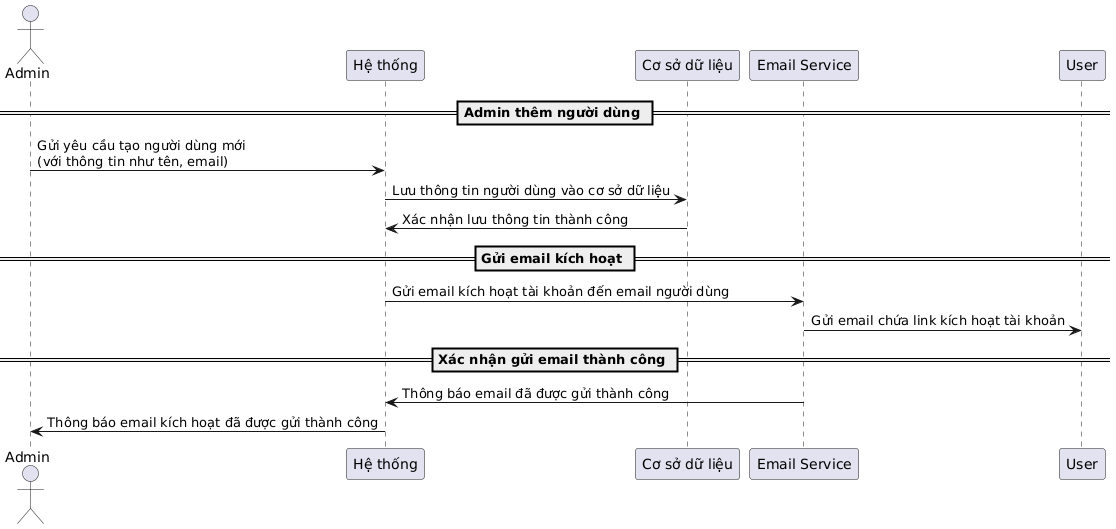 Admin
Hệ thống
Cơ sở dữ liệu
Email Service
User
Admin thêm người dùng
Gửi yêu cầu tạo người dùng mới
(với thông tin như tên, email)
Lưu thông tin người dùng vào cơ sở dữ liệu
Xác nhận lưu thông tin thành công
Gửi email kích hoạt
Gửi email kích hoạt tài khoản đến email người dùng
Gửi email chứa link kích hoạt tài khoản
Xác nhận gửi email thành công
Thông báo email đã được gửi thành công
Thông báo email kích hoạt đã được gửi thành công
Admin
Hệ thống
Cơ sở dữ liệu
Email Service
User